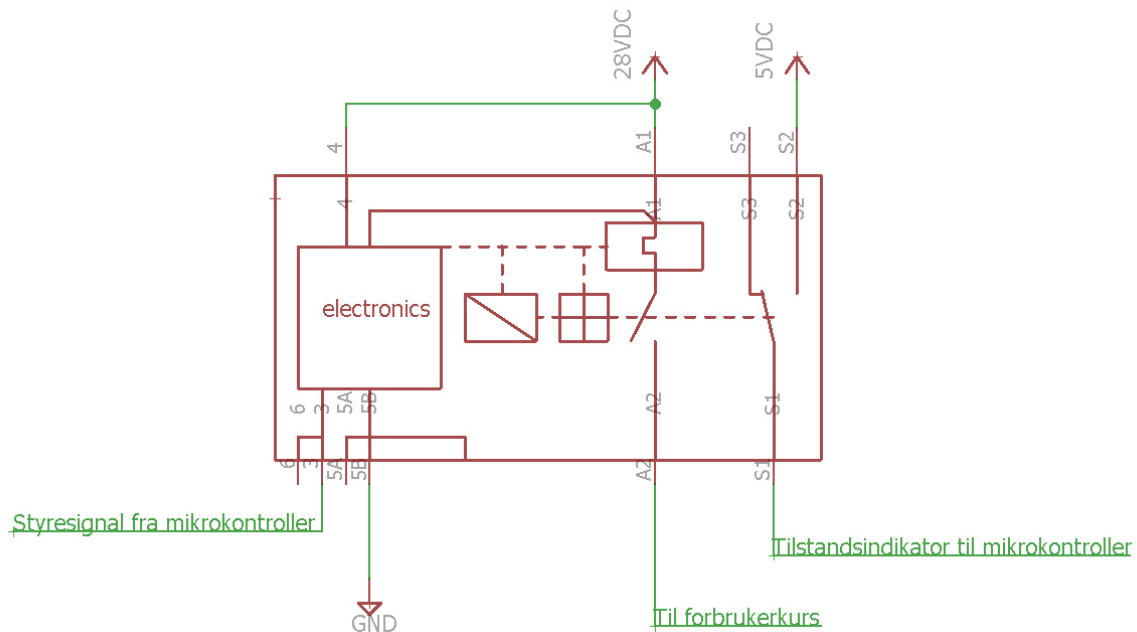 28VDC
5VDC
4
A1
S3
S2
4
A1
S3
S2
electronics
6
3
5A
5B
A2
S1
6
3
5A
5B
A2
S1
Styresignal fra mikrokontroller
Tilstandsindikator til mikrokontroller
Til forbrukerkurs
GND